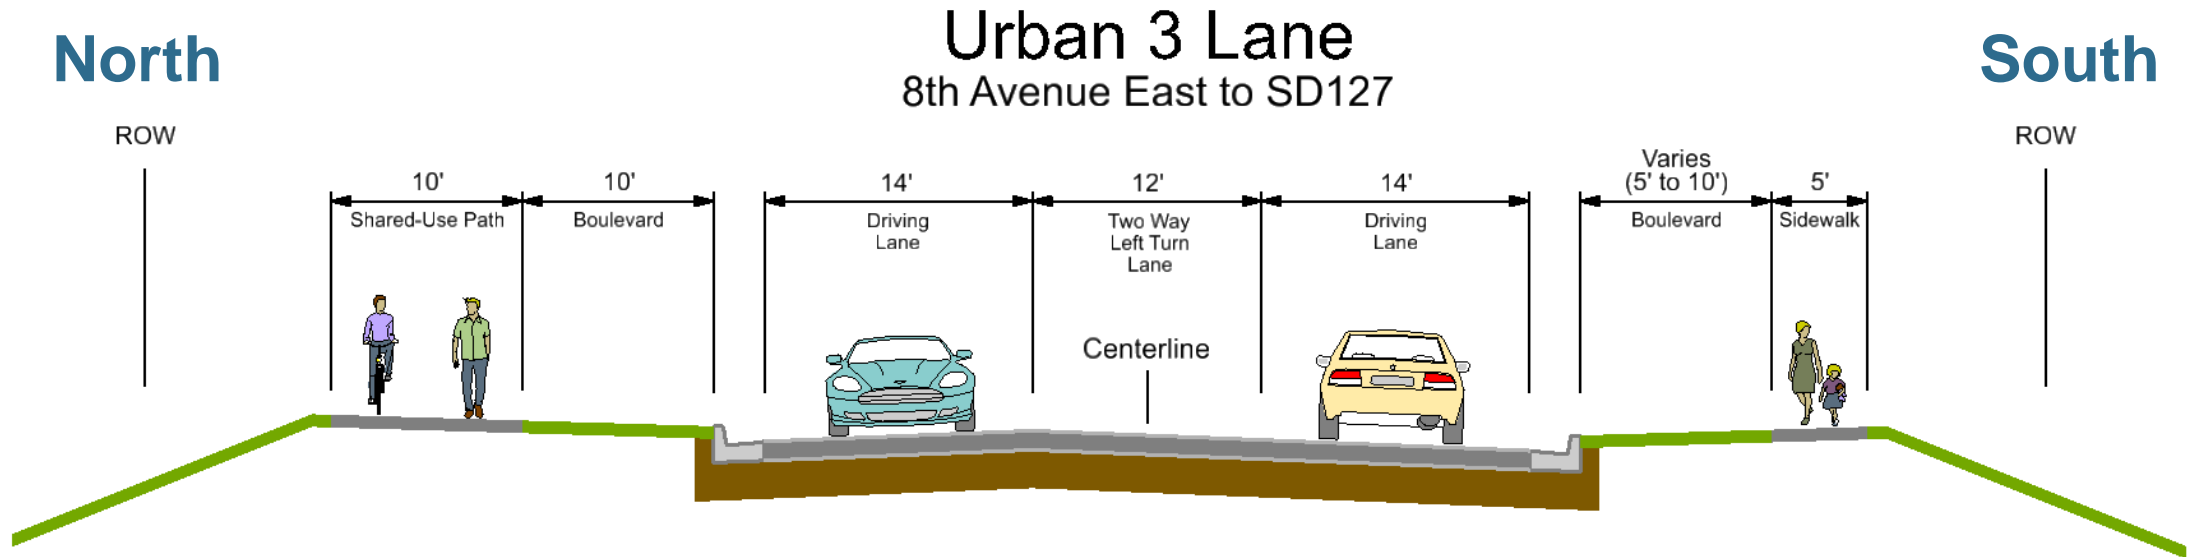 Urban 3 Lane
8th Avenue East to SD127
North
South
ROW
ROW
10'
Shared-Use Path
10'
Boulevard
14'
Driving
Lane
12'
Two Way
Left Turn
Lane
14'
Driving
Lane
Varies
(5' to 10')
Boulevard
5'
Sidewalk
Centerline